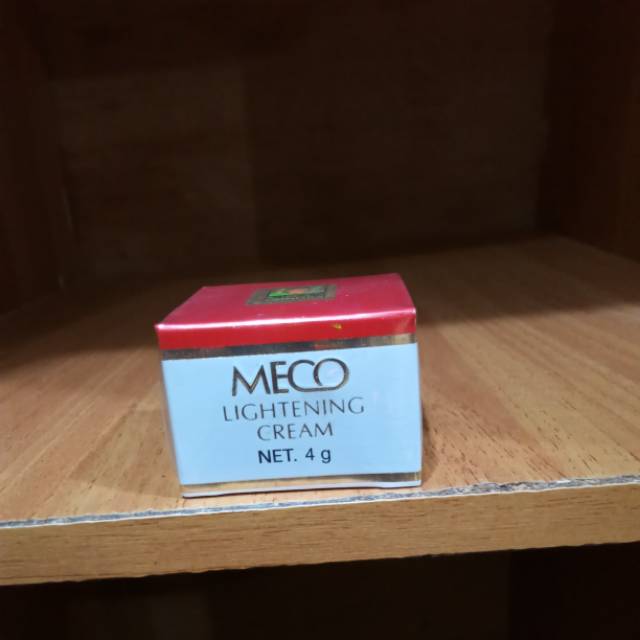 MECO
LIGHTENING
CREAM
NET. 4 g